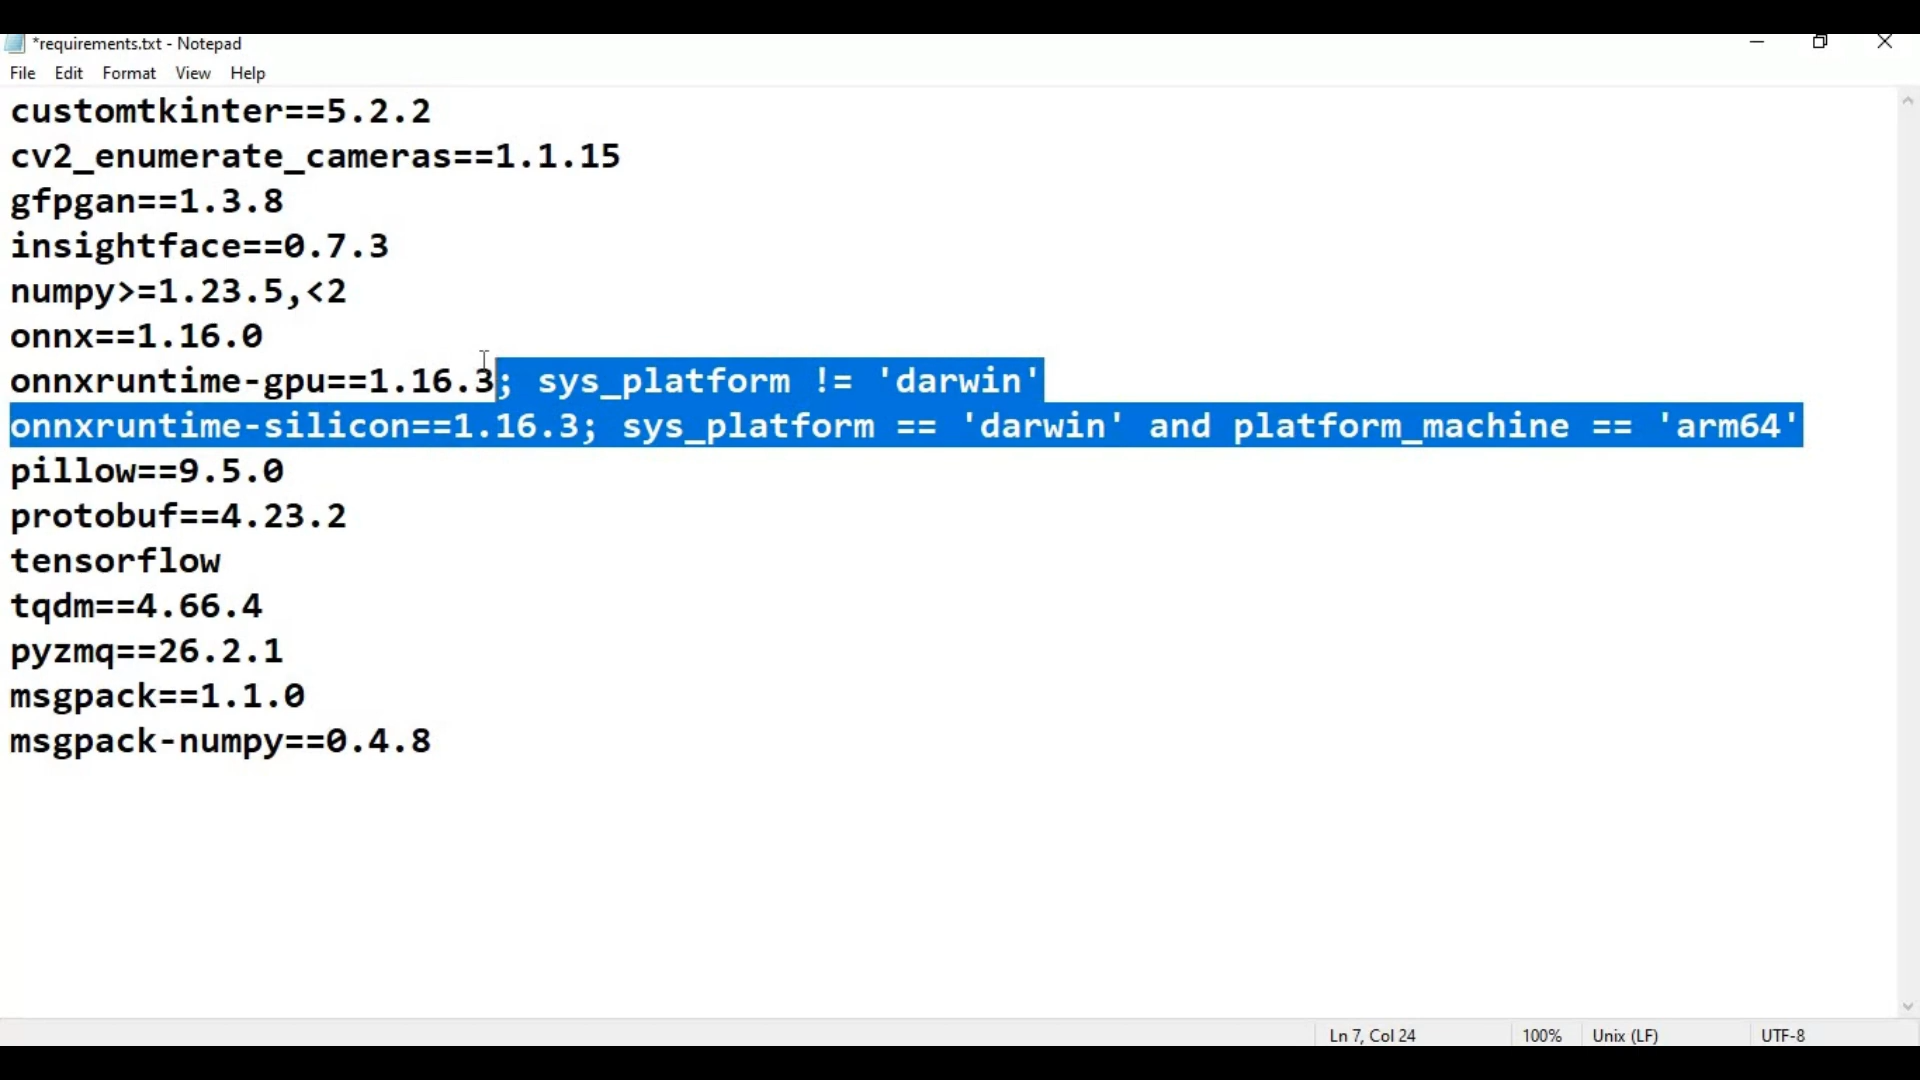 *requirements.txt - Notepad
File Edit Format View Help
customtkinter==5.2.2
cv2_enumerate_cameras==1.1.15
gfpgan==1.3.8
insightface==0.7.3
numpy>=1.23.5,<2
onnx==1.16.0
onnxruntime-gpu==1.16.3; sys_platform != 'darwin'
onnxruntime-silicon==1.16.3; sys_platform == 'darwin' and platform_machine == 'arm64'
pillow==9.5.0
protobuf==4.23.2
tensorflow
tqdm==4.66.4
pyzmq==26.2.1
msgpack==1.1.0
msgpack-numpy==0.4.8
Ln 7, Col 24 100% Unix (LF) UTF-8